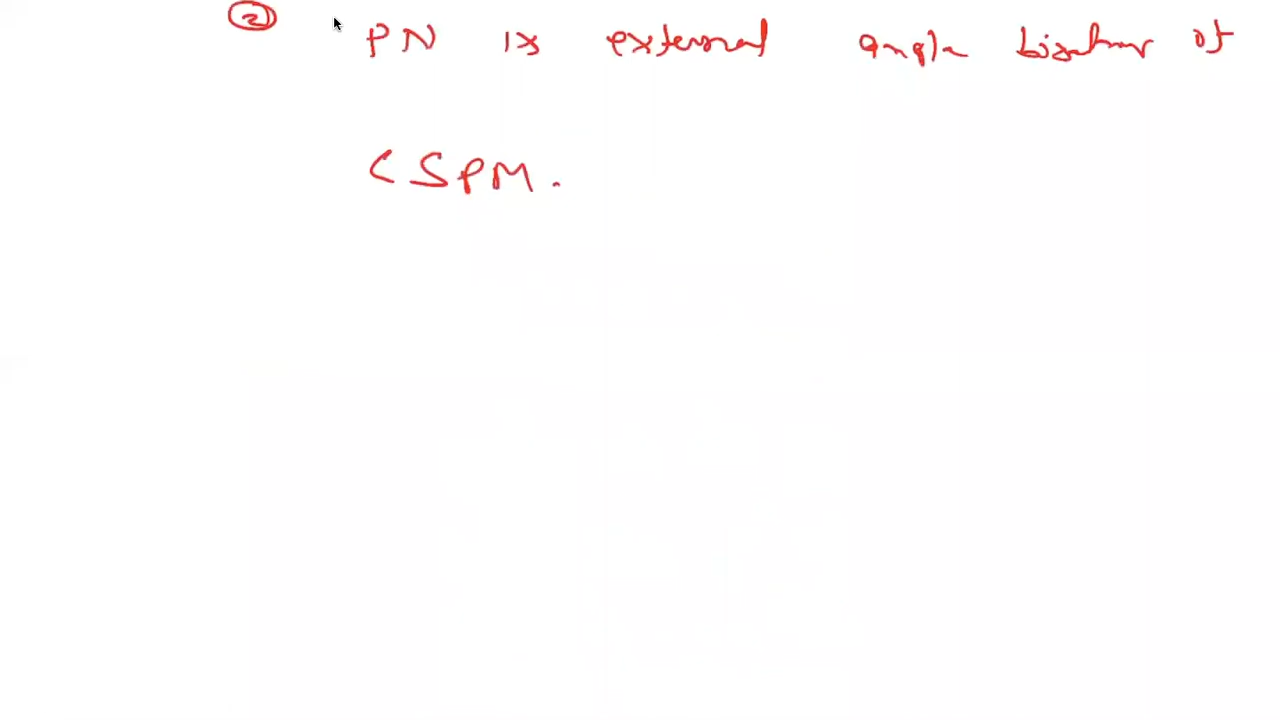 ② PN is external angle bisector of
<SPM.